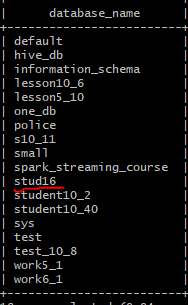 database_name
default
hive_db
information_schema
lesson10_6
lesson5_10
one_db
police
s10_11
small
spark_streaming_course
stud16
student10_2
student10_40
sys
test
test_10_8
work5_1
work6_1